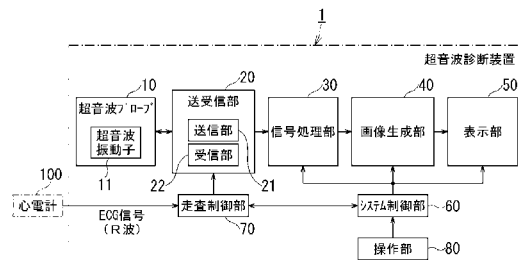 1
超音波診断装置
10
20
30
40
50
超音波プローブ
送受信部
超音波
振動子
11
送信部
受信部
22
21
信号処理部
画像生成部
表示部
100
心電計
ECG信号
(R波)
走査制御部
70
システム制御部
60
操作部
80